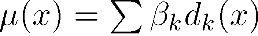 μ(x) = ∑ β_k d_k(x)